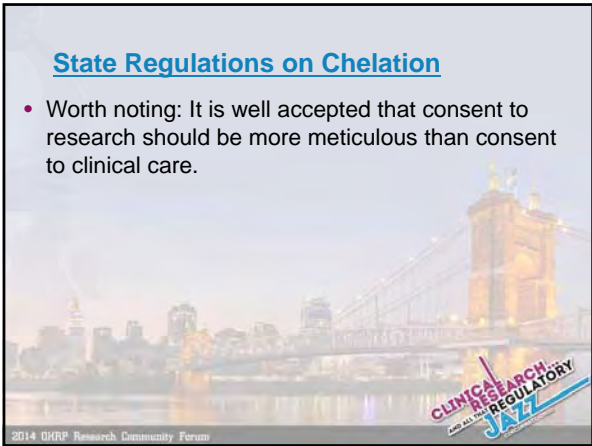 State Regulations on Chelation
• Worth noting: It is well accepted that consent to
research should be more meticulous than consent
to clinical care.
CLINICAL
RESEARCH...
AND ALL THAT REGULATORY
JAZZ
2014 OHRP Research Community Forum